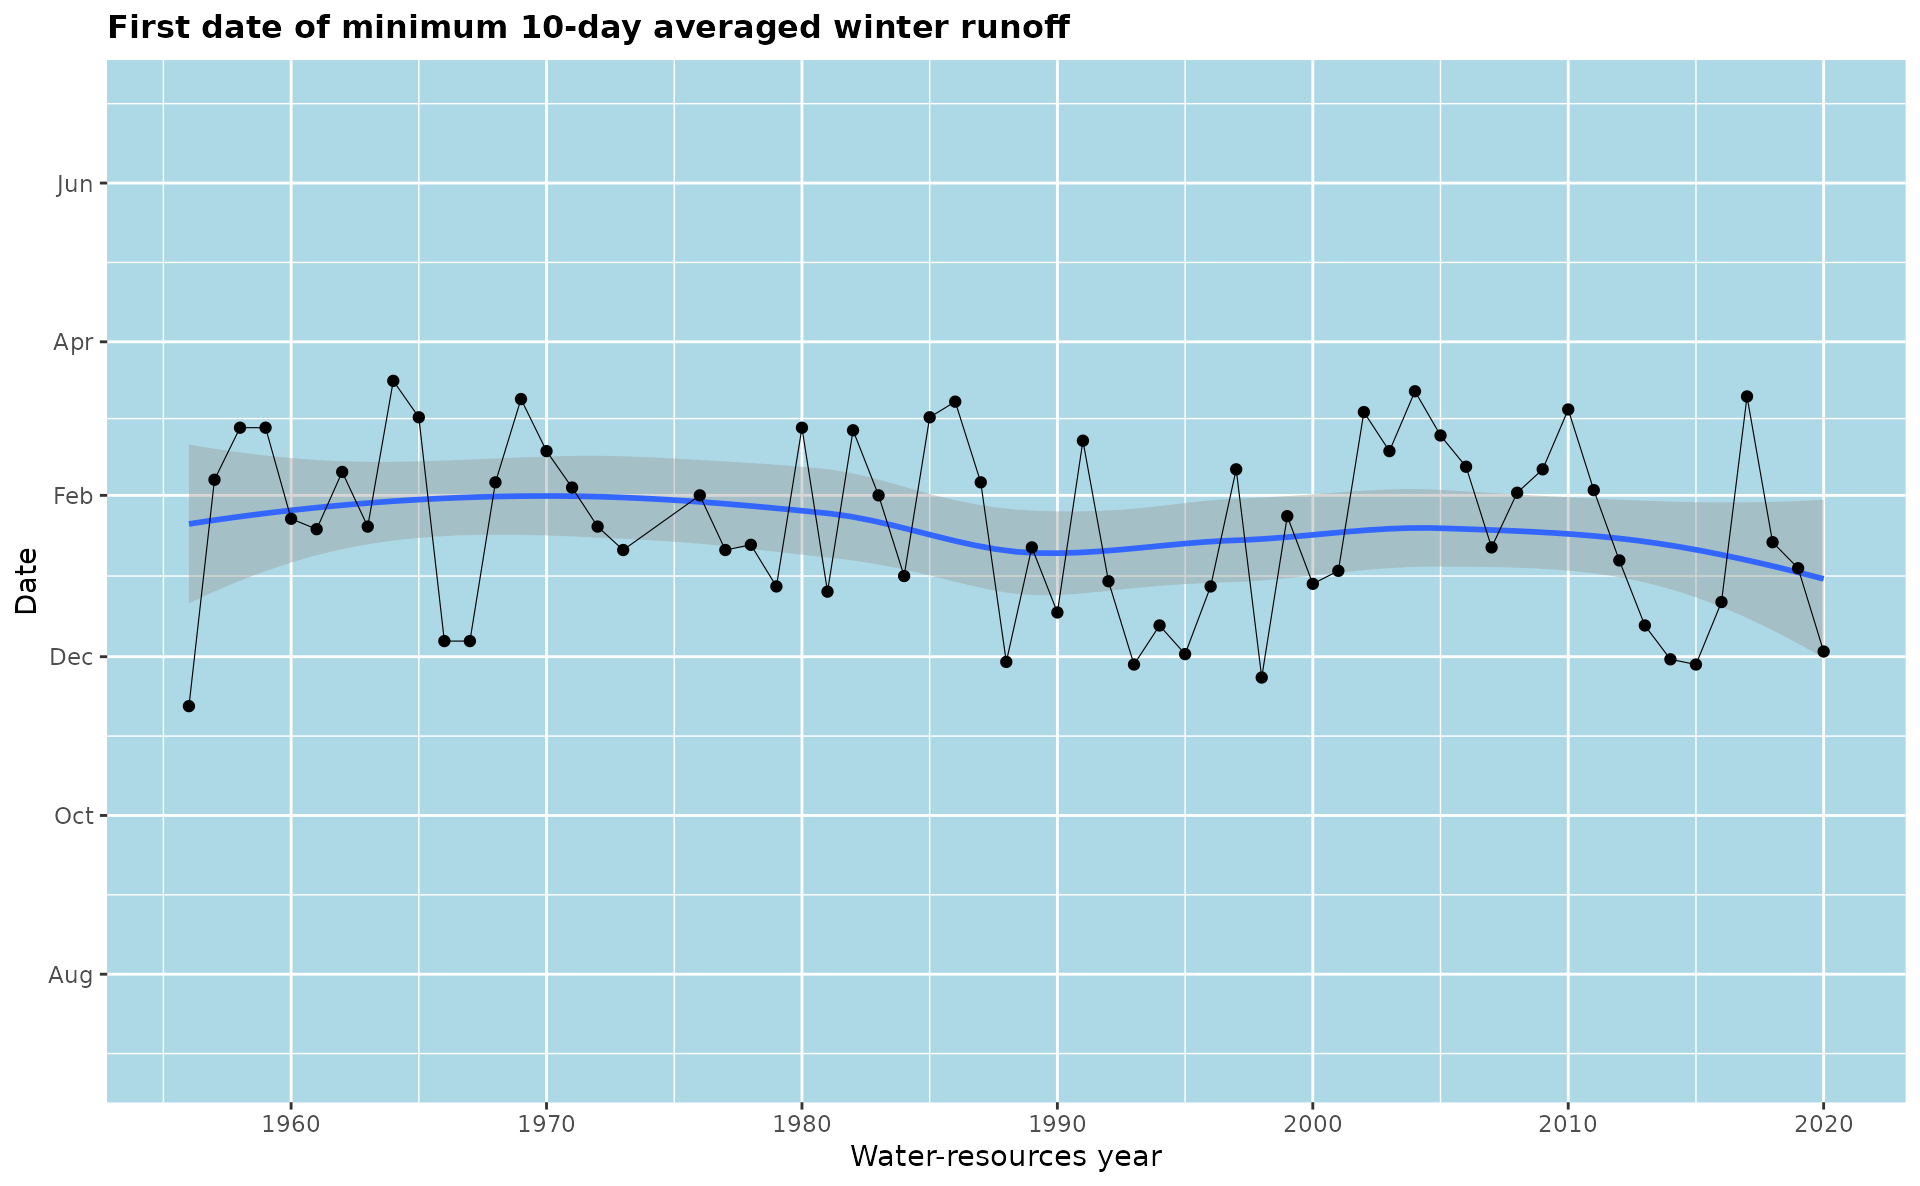 First date of minimum 10-day averaged winter runoff
Date
Jun
Apr
Feb
Dec
Oct
Aug
1960 1970 1980 1990 2000 2010 2020
Water-resources year